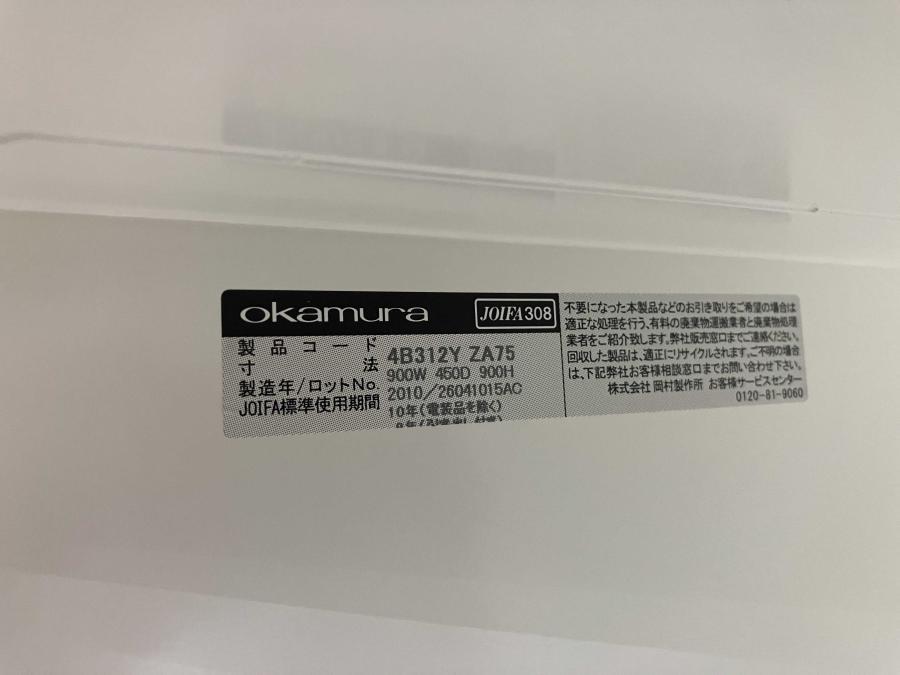 okamura
JOIFA308
製品コード 4B312Y ZA75
寸法 900W 450D 900H
製造年/ロットNo. 2010/26041015AC
JOIFA標準使用期間 10年(電装品を除く)
不要になった本製品などのお引き取りをご希望の場合は
適正な処理を行う、有料の廃棄物運搬業者と廃棄物処理
業者をご紹介致します。弊社販売窓口までご連絡ください。
回収した製品は、適正にリサイクルされます。ご不明の場合
は、下記弊社お客様相談窓口までお問い合わせ下さい。
株式会社 岡村製作所 お客様サービスセンター
0120-81-9060